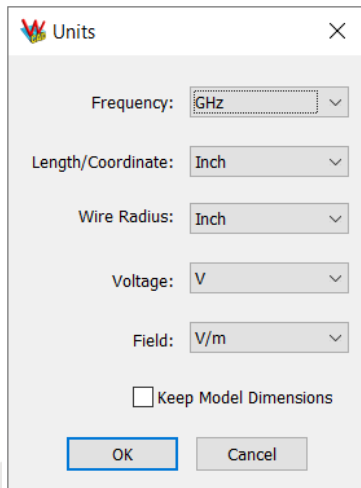 Units
Frequency: GHz
Length/Coordinate: Inch
Wire Radius: Inch
Voltage: V
Field: V/m
Keep Model Dimensions
OK Cancel